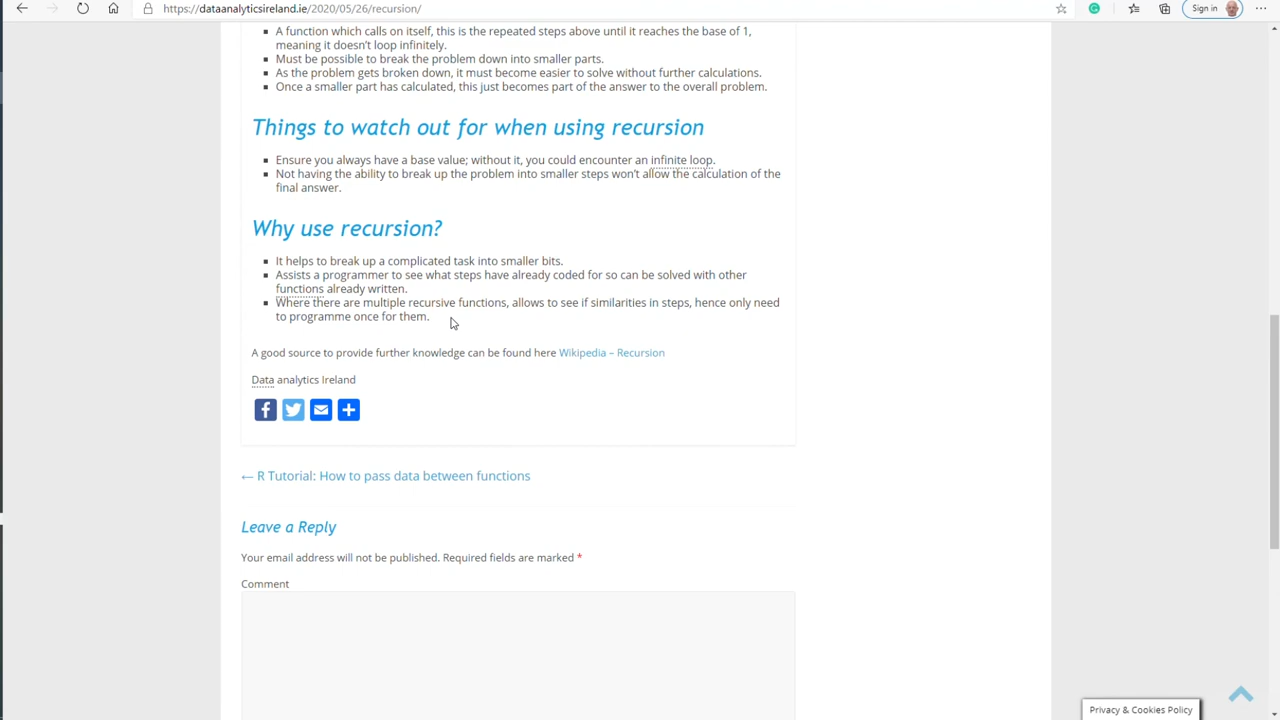 https://dataanalyticsireland.ie/2020/05/26/recursion/
Sign in
A function which calls on itself, this is the repeated steps above until it reaches the base of 1,
meaning it doesn't loop infinitely.
Must be possible to break the problem down into smaller parts.
As the problem gets broken down, it must become easier to solve without further calculations.
Once a smaller part has calculated, this just becomes part of the answer to the overall problem.
Things to watch out for when using recursion
Ensure you always have a base value; without it, you could encounter an infinite loop.
Not having the ability to break up the problem into smaller steps won't allow the calculation of the
final answer.
Why use recursion?
It helps to break up a complicated task into smaller bits.
Assists a programmer to see what steps have already coded for so can be solved with other
functions already written.
Where there are multiple recursive functions, allows to see if similarities in steps, hence only need
to programme once for them.
A good source to provide further knowledge can be found here Wikipedia – Recursion
Data analytics Ireland
← R Tutorial: How to pass data between functions
Leave a Reply
Your email address will not be published. Required fields are marked *
Comment
Privacy & Cookies Policy